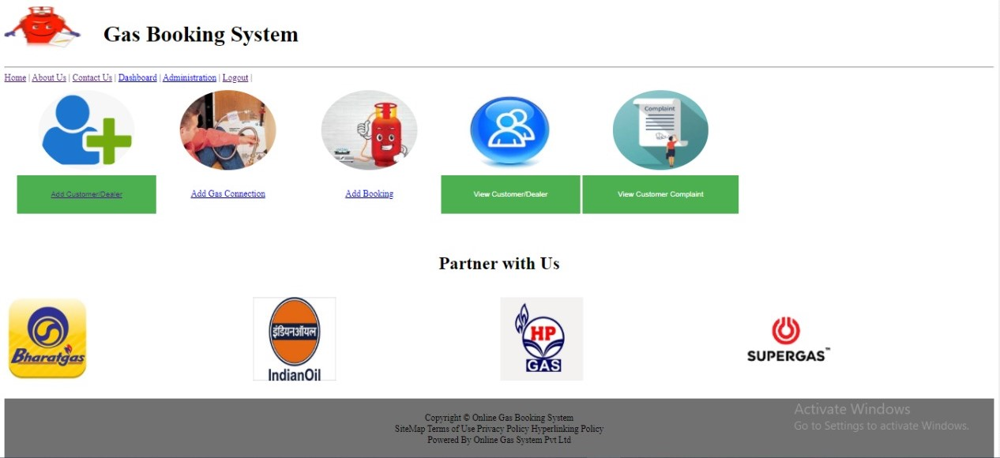 Gas Booking System
Home | About Us | Contact Us | Dashboard | Administration | Logout |
Complaint
Add Customer/Dealer Add Gas Connection Add Booking View Customer/Dealer View Customer Complaint
Partner with Us
Bharatgas
इंडियनऑयल
IndianOil
HP
GAS
SUPERGAS™
Copyright © Online Gas Booking System
SiteMap Terms of Use Privacy Policy Hyperlinking Policy
Powered By Online Gas System Pvt Ltd
Activate Windows
Go to Settings to activate Windows.